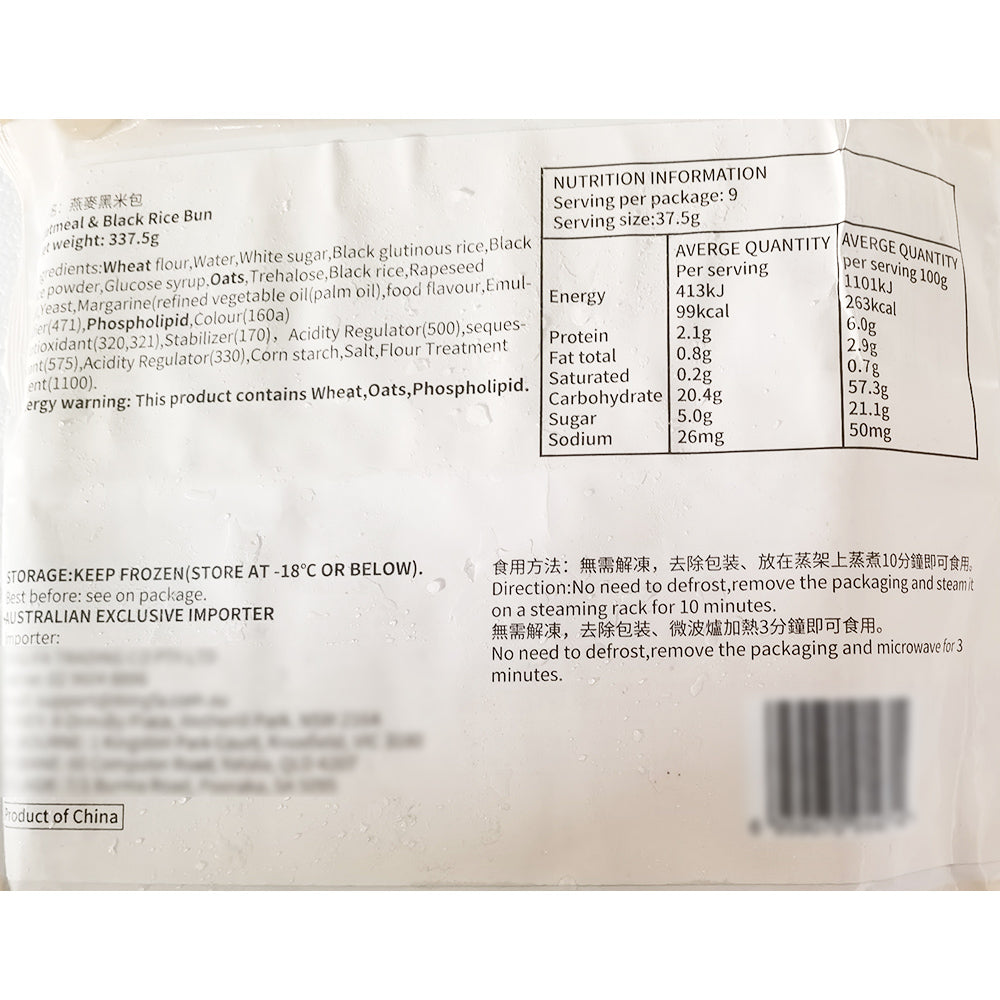 : 燕麥黑米包
tmeal & Black Rice Bun
t weight: 337.5g
redients:Wheat flour,Water,White sugar,Black glutinous rice,Black
e powder,Glucose syrup,Oats,Trehalose,Black rice,Rapeseed
Yeast,Margarine(refined vegetable oil(palm oil),food flavour,Emul-
er(471),Phospholipid,Colour(160a)
tioxidant(320,321),Stabilizer(170), Acidity Regulator(500),seques-
nt(575),Acidity Regulator(330),Corn starch,Salt,Flour Treatment
ent(1100).
ergy warning: This product contains Wheat,Oats,Phospholipid.
NUTRITION INFORMATION
Serving per package: 9
Serving size:37.5g
AVERGE QUANTITY AVERGE QUANTITY
Per serving per serving 100g
Energy 413kJ 1101kJ
99kcal 263kcal
Protein 2.1g 6.0g
Fat total 0.8g 2.9g
Saturated 0.2g 0.7g
Carbohydrate 20.4g 57.3g
Sugar 5.0g 21.1g
Sodium 26mg 50mg
STORAGE:KEEP FROZEN(STORE AT -18℃ OR BELOW).
Best before: see on package.
AUSTRALIAN EXCLUSIVE IMPORTER
mporter:
Product of China
食用方法：無需解凍，去除包装、放在蒸架上蒸煮10分鐘即可食用。
Direction:No need to defrost,remove the packaging and steam it
on a steaming rack for 10 minutes.
無需解凍，去除包装、微波爐加熱3分鐘即可食用。
No need to defrost,remove the packaging and microwave for 3
minutes.